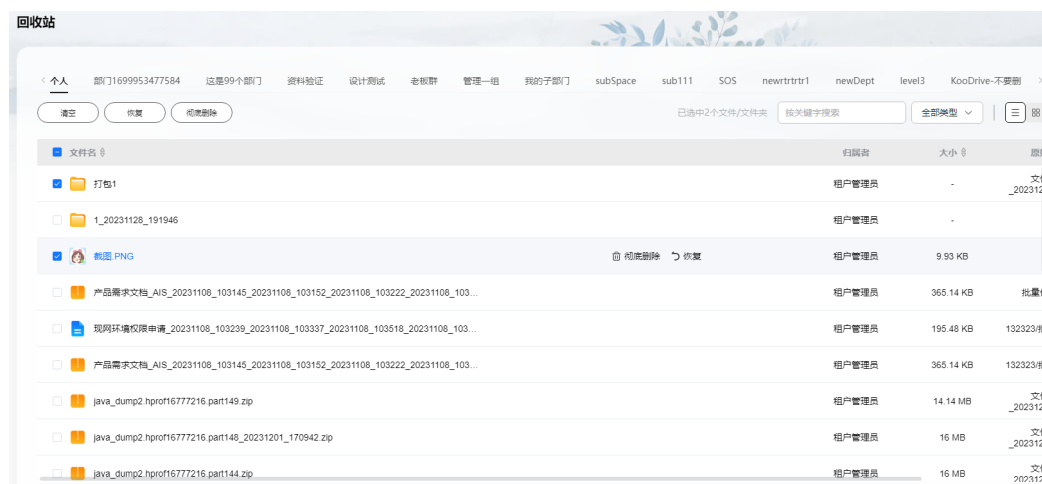 回收站
个人 部门1699953477584 这是99个部门 资料验证 设计测试 老板群 管理一组 我的子部门 subSpace sub111 SOS newrtrtrtr1 newDept level3 KooDrive-不要删
清空 恢复 彻底删除 已选中2个文件/文件夹 按关键字搜索 全部类型
文件名 归属者 大小 原
打包1 租户管理员 - 文件
_202312
1_20231128_191946 租户管理员 -
截图.PNG 彻底删除 恢复 租户管理员 9.93 KB
产品需求文档_AIS_20231108_103145_20231108_103152_20231108_103222_20231108_103... 租户管理员 365.14 KB 批量
现网环境权限申请_20231108_103239_20231108_103337_20231108_103518_20231108_103... 租户管理员 195.48 KB 132323/
产品需求文档_AIS_20231108_103145_20231108_103152_20231108_103222_20231108_103... 租户管理员 365.14 KB 132323/
java_dump2.hprof16777216.part149.zip 租户管理员 14.14 MB 文件
_202312
java_dump2.hprof16777216.part148_20231201_170942.zip 租户管理员 16 MB 文件
_202312
java_dump2.hprof16777216.part144.zip 租户管理员 16 MB 文件
_202312